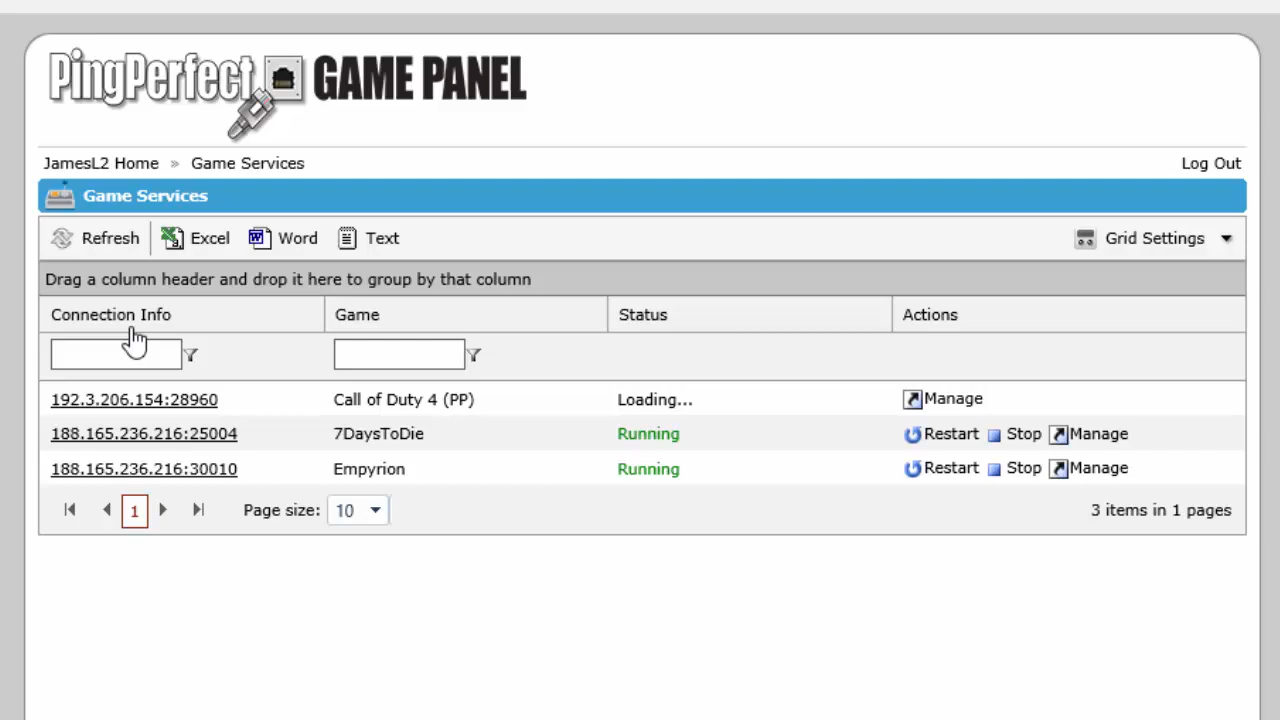 PingPerfect GAME PANEL
JamesL2 Home » Game Services Log Out
Game Services
Refresh Excel Word Text Grid Settings
Drag a column header and drop it here to group by that column
Connection Info Game Status Actions
192.3.206.154:28960 Call of Duty 4 (PP) Loading... Manage
188.165.236.216:25004 7DaysToDie Running Restart Stop Manage
188.165.236.216:30010 Empyrion Running Restart Stop Manage
1 Page size: 10 3 items in 1 pages